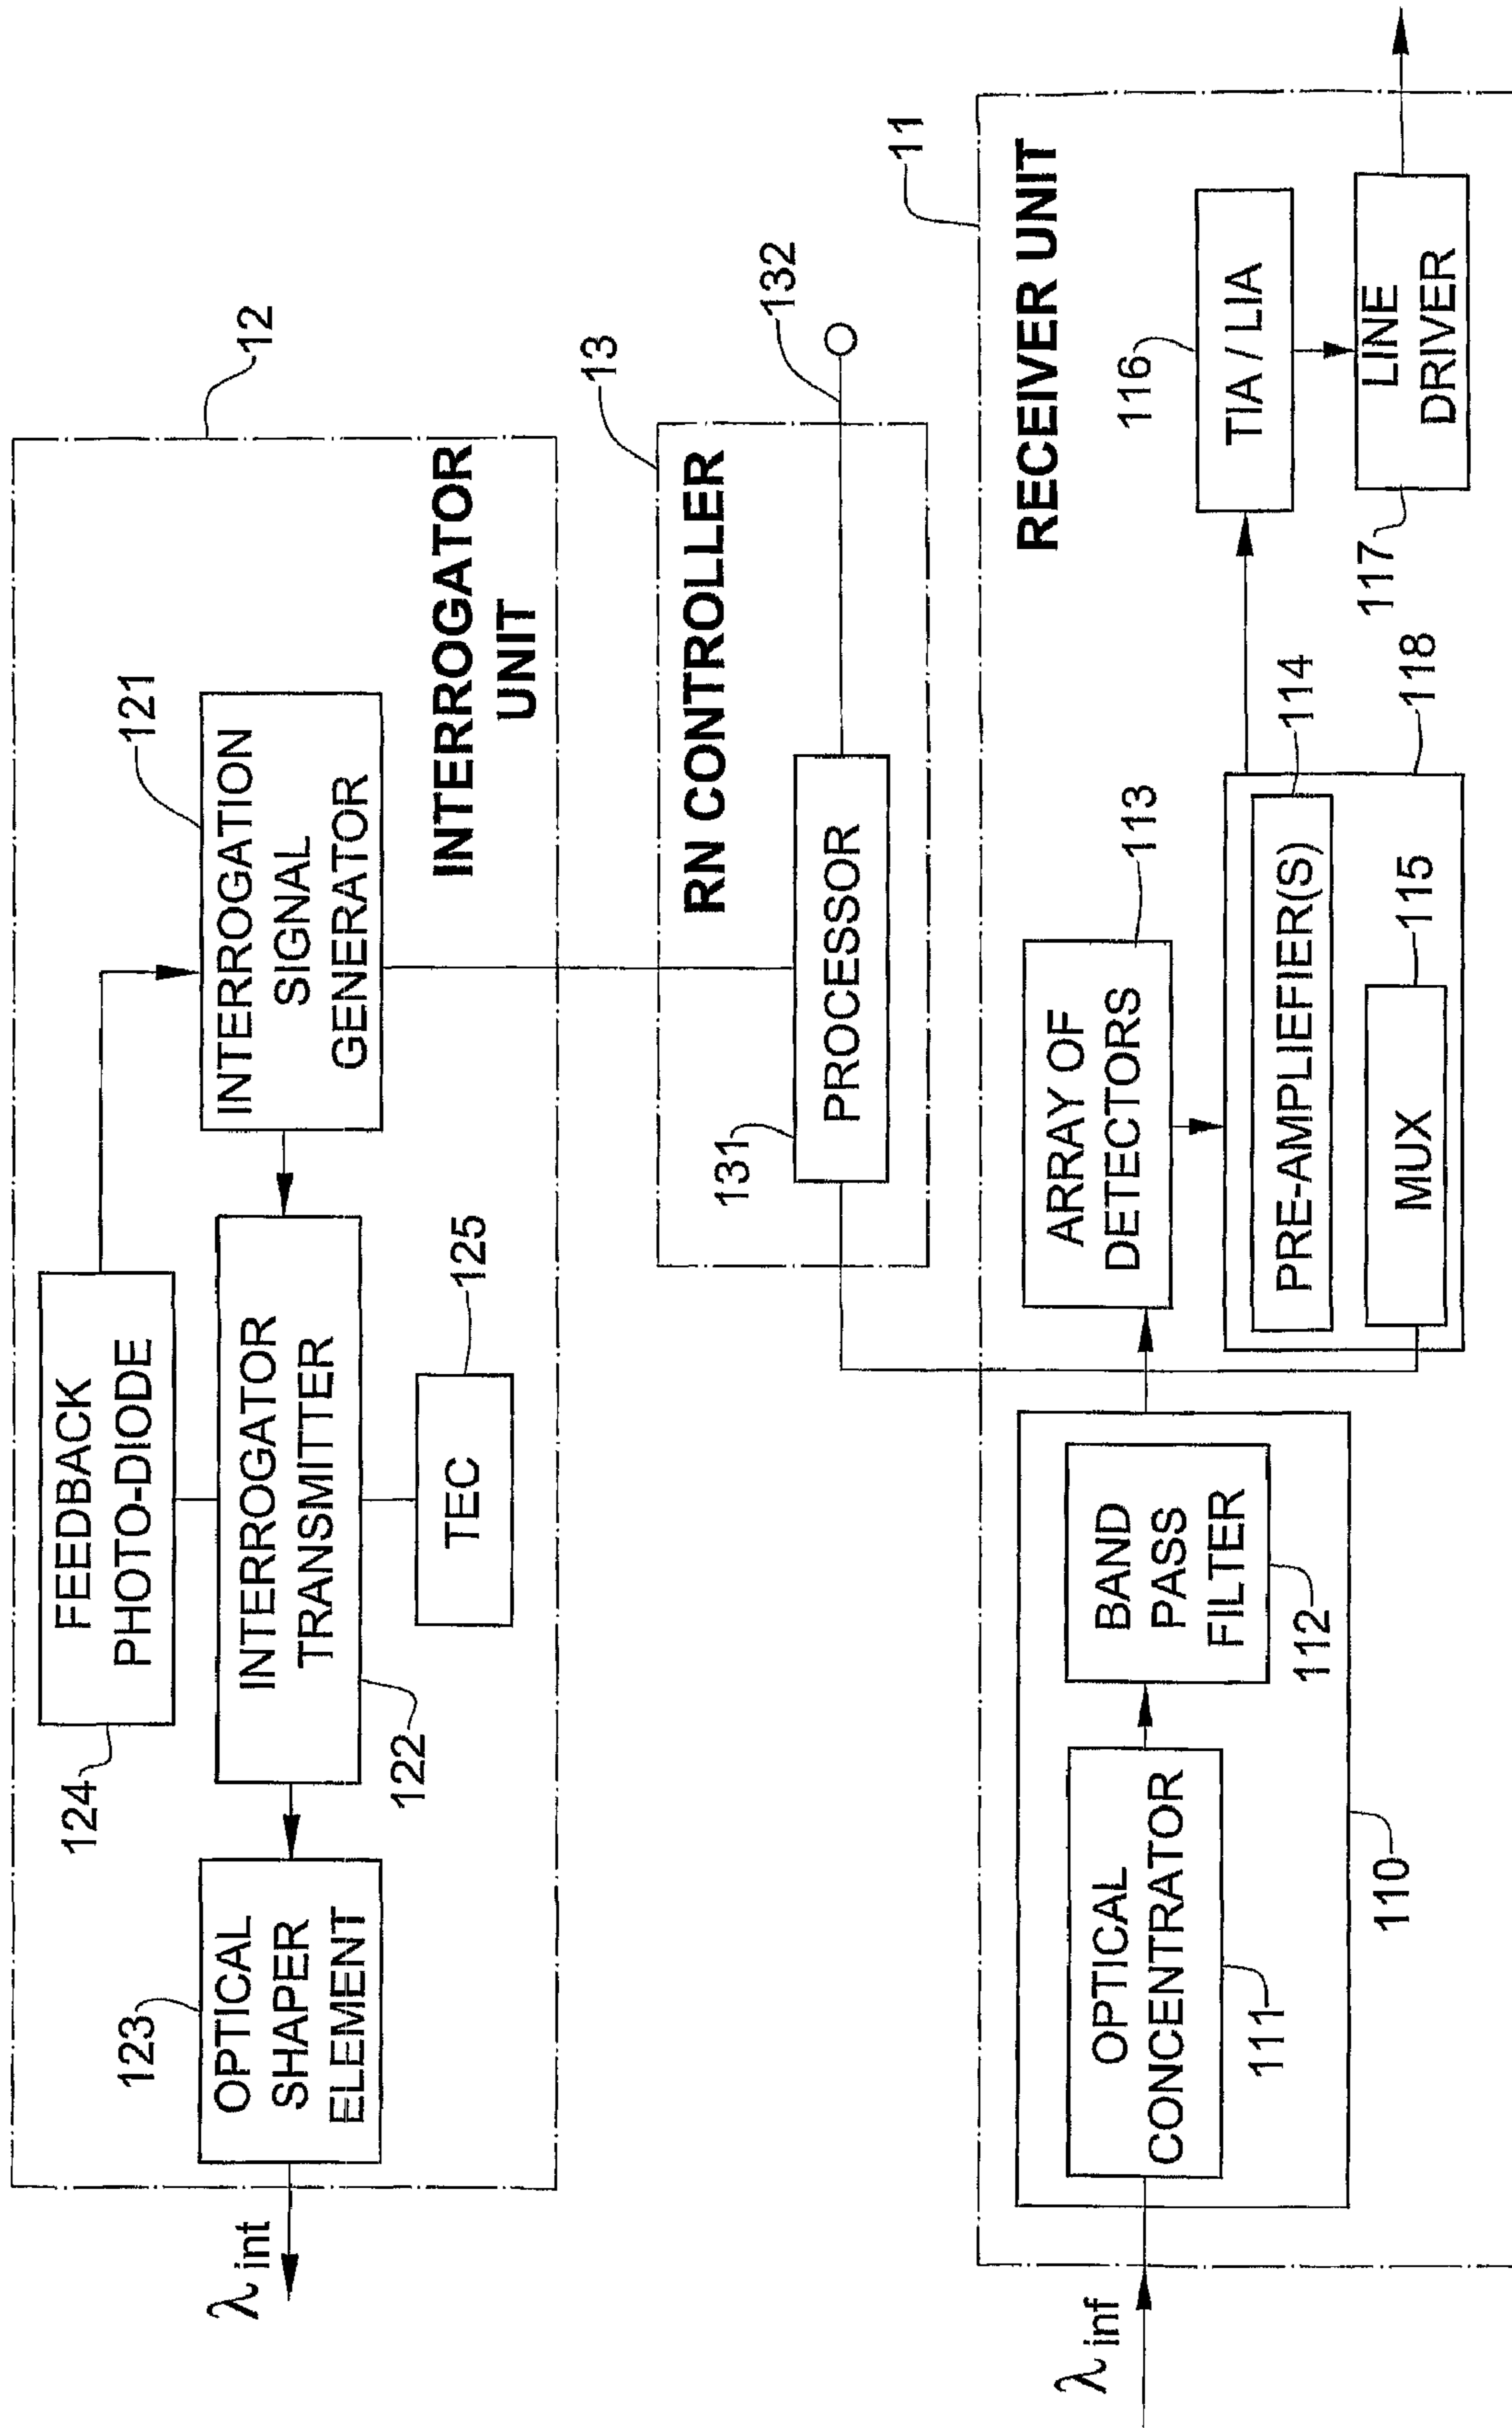 12
124
FEEDBACK
PHOTO-DIODE
121
123
OPTICAL
SHAPER
ELEMENT
INTERROGATOR
TRANSMITTER
INTERROGATION
SIGNAL
GENERATOR
λ int
122
TEC
125
INTERROGATOR
UNIT
13
RN CONTROLLER
131
PROCESSOR
132
11
RECEIVER UNIT
λ inf
OPTICAL
CONCENTRATOR
111
BAND
PASS
FILTER
112
110
ARRAY OF
DETECTORS
113
PRE-AMPLIEFIER(S)
114
MUX
115
118
116
TIA / LIA
117
LINE
DRIVER